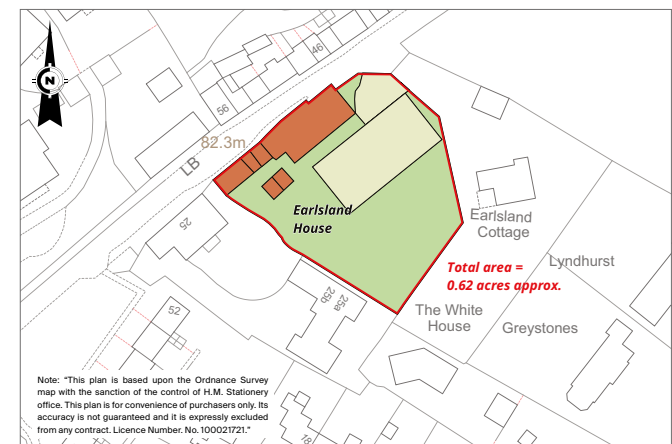 N
46
56
82.3m
LB
Earlsland
House
25
Earlsland
Cottage
Total area =
0.62 acres approx.
Lyndhurst
25b
25a
The White
House
52
Greystones
Note: "This plan is based upon the Ordnance Survey
map with the sanction of the control of H.M. Stationery
office. This plan is for convenience of purchasers only. Its
accuracy is not guaranteed and it is expressly excluded
from any contract. Licence Number. No. 100021721."
18